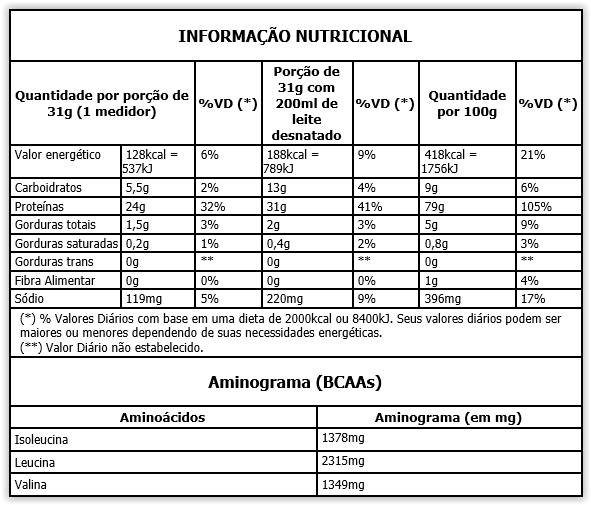 INFORMAÇÃO NUTRICIONAL
Quantidade por porção de 31g (1 medidor) %VD (*) Porção de 31g com 200ml de leite desnatado %VD (*) Quantidade por 100g %VD (*)
Valor energético 128kcal = 537kJ 6% 188kcal = 789kJ 9% 418kcal = 1756kJ 21%
Carboidratos 5,5g 2% 13g 4% 9g 6%
Proteínas 24g 32% 31g 41% 79g 105%
Gorduras totais 1,5g 3% 2g 3% 5g 9%
Gorduras saturadas 0,2g 1% 0,4g 2% 0,8g 3%
Gorduras trans 0g ** 0g ** 0g **
Fibra Alimentar 0g 0% 0g 0% 1g 4%
Sódio 119mg 5% 220mg 9% 396mg 17%
(*) % Valores Diários com base em uma dieta de 2000kcal ou 8400kJ. Seus valores diários podem ser
maiores ou menores dependendo de suas necessidades energéticas.
(**) Valor Diário não estabelecido.
Aminograma (BCAAs)
Aminoácidos Aminograma (em mg)
Isoleucina 1378mg
Leucina 2315mg
Valina 1349mg